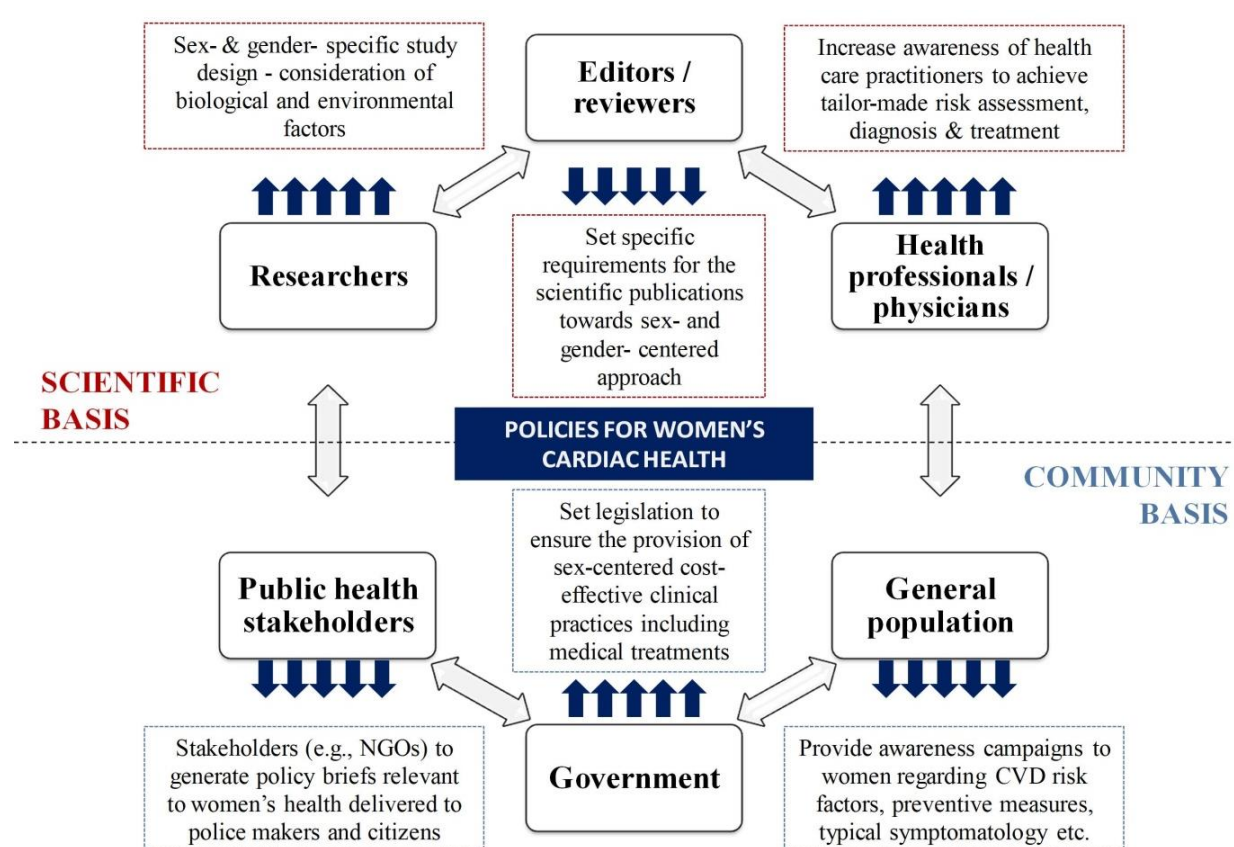 Sex- & gender- specific study
design - consideration of
biological and environmental
factors
Editors /
reviewers
Increase awareness of health
care practitioners to achieve
tailor-made risk assessment,
diagnosis & treatment
Researchers
Set specific
requirements for the
scientific publications
towards sex- and
gender- centered
approach
Health
professionals /
physicians
SCIENTIFIC
BASIS
POLICIES FOR WOMEN’S
CARDIAC HEALTH
COMMUNITY
BASIS
Public health
stakeholders
Set legislation to
ensure the provision of
sex-centered cost-
effective clinical
practices including
medical treatments
General
population
Stakeholders (e.g., NGOs) to
generate policy briefs relevant
to women’s health delivered to
police makers and citizens
Government
Provide awareness campaigns to
women regarding CVD risk
factors, preventive measures,
typical symptomatology etc.